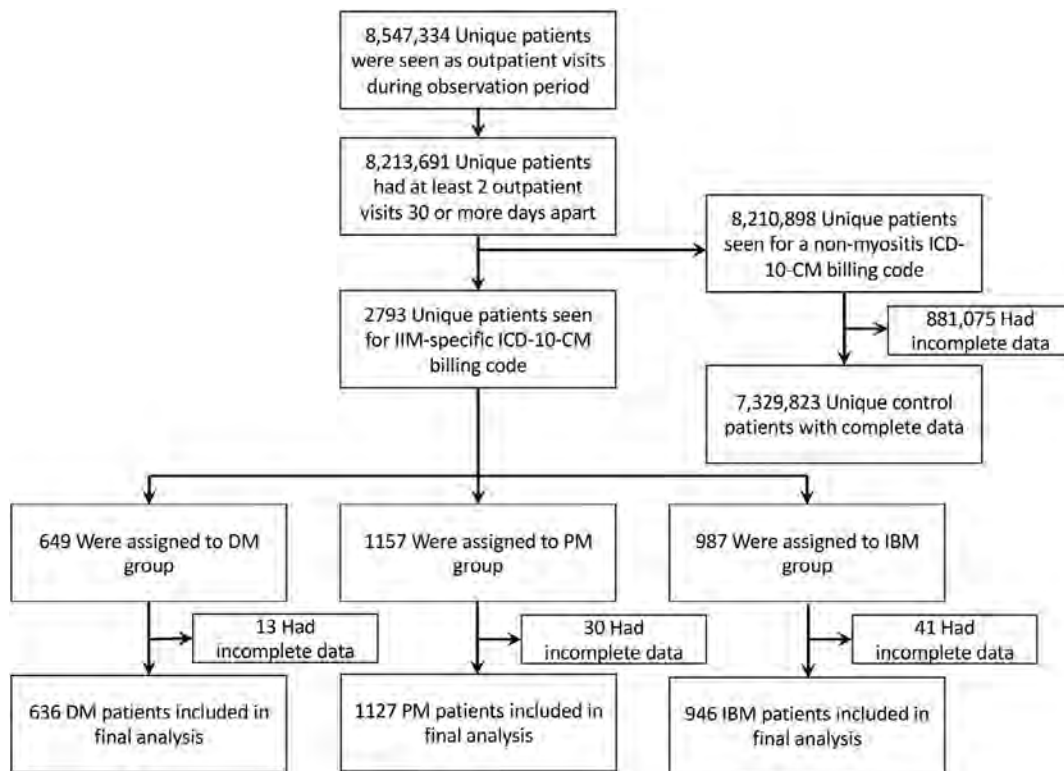 8,547,334 Unique patients
were seen as outpatient visits
during observation period
8,213,691 Unique patients
had at least 2 outpatient
visits 30 or more days apart
8,210,898 Unique patients
seen for a non-myositis ICD-
10-CM billing code
2793 Unique patients seen
for IIM-specific ICD-10-CM
billing code
881,075 Had
incomplete data
7,329,823 Unique control
patients with complete data
649 Were assigned to DM
group
1157 Were assigned to PM
group
987 Were assigned to IBM
group
13 Had
incomplete data
30 Had
incomplete data
41 Had
incomplete data
636 DM patients included in
final analysis
1127 PM patients included in
final analysis
946 IBM patients included in
final analysis